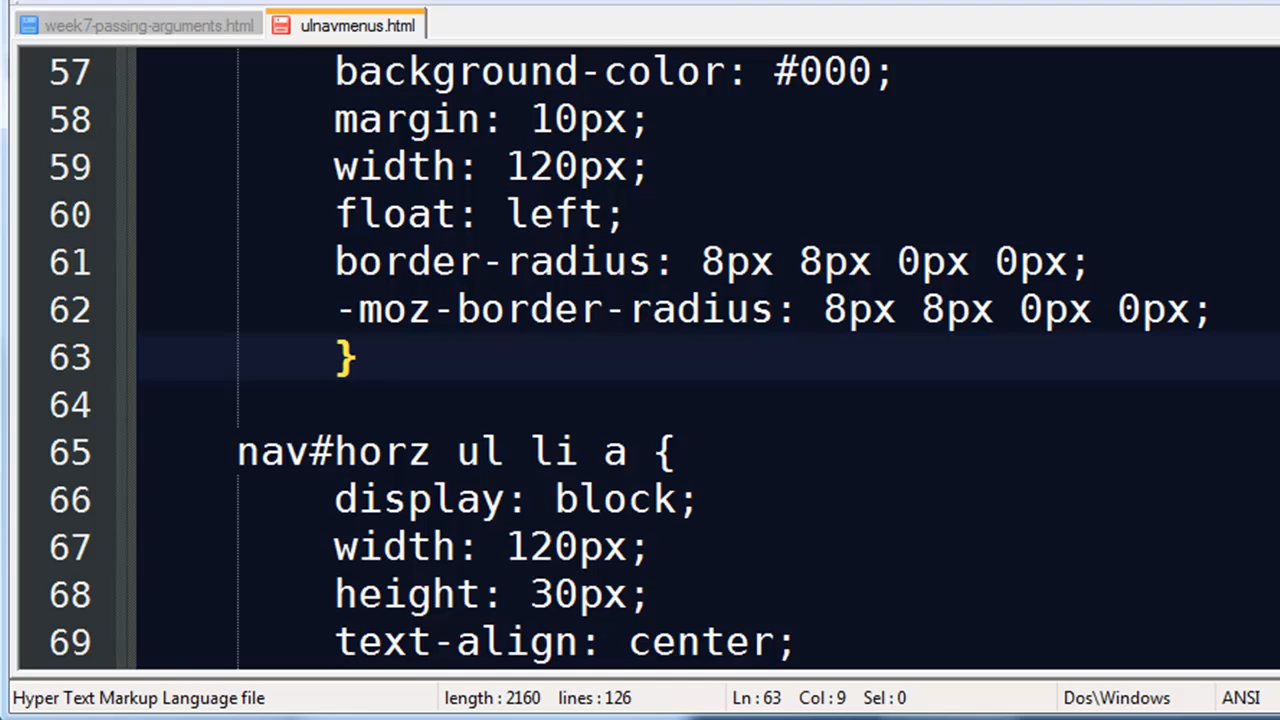 week7-passing-arguments.html ulnavmenus.html
57 background-color: #000;
58 margin: 10px;
59 width: 120px;
60 float: left;
61 border-radius: 8px 8px 0px 0px;
62 -moz-border-radius: 8px 8px 0px 0px;
63 }
64
65 nav#horz ul li a {
66 display: block;
67 width: 120px;
68 height: 30px;
69 text-align: center;
Hyper Text Markup Language file length : 2160 lines : 126 Ln : 63 Col : 9 Sel : 0 Dos\Windows ANSI